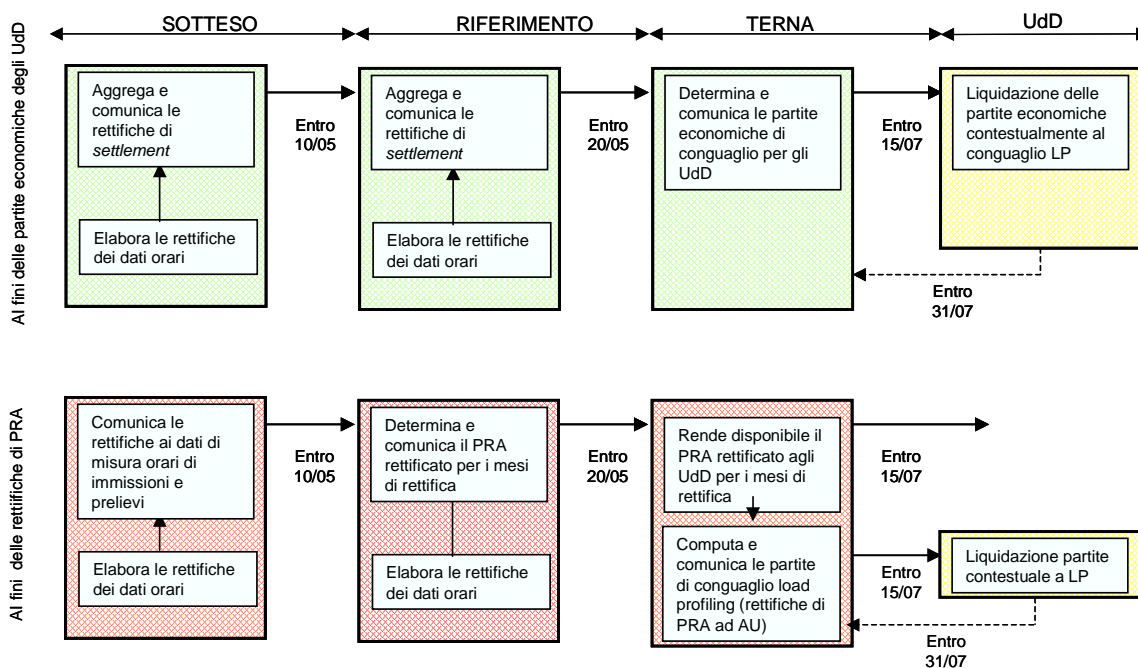 SOTTESO
RIFERIMENTO
TERNA
UdD
AI fini delle partite economiche degli UdD
Aggrega e
comunica le
rettifiche di
settlement
Elabora le rettifiche
dei dati orari
Entro
10/05
Aggrega e
comunica le
rettifiche di
settlement
Elabora le rettifiche
dei dati orari
Entro
20/05
Determina e
comunica le partite
economiche di
conguaglio per gli
UdD
Entro
15/07
Liquidazione delle
partite economiche
contestualmente al
conguaglio LP
Entro
31/07
AI fini delle rettifiche di PRA
Comunica le
rettifiche ai dati di
misura orari di
immissioni e
prelievi
Elabora le rettifiche
dei dati orari
Entro
10/05
Determina e
comunica il PRA
rettificato per i mesi
di rettifica
Elabora le rettifiche
dei dati orari
Entro
20/05
Rende disponibile il
PRA rettificato agli
UdD per i mesi di
rettifica
Entro
15/07
Computa e
comunica le partite
di conguaglio load
profiling (rettifiche di
PRA ad AU)
Entro
15/07
Liquidazione partite
contestuale a LP
Entro
31/07